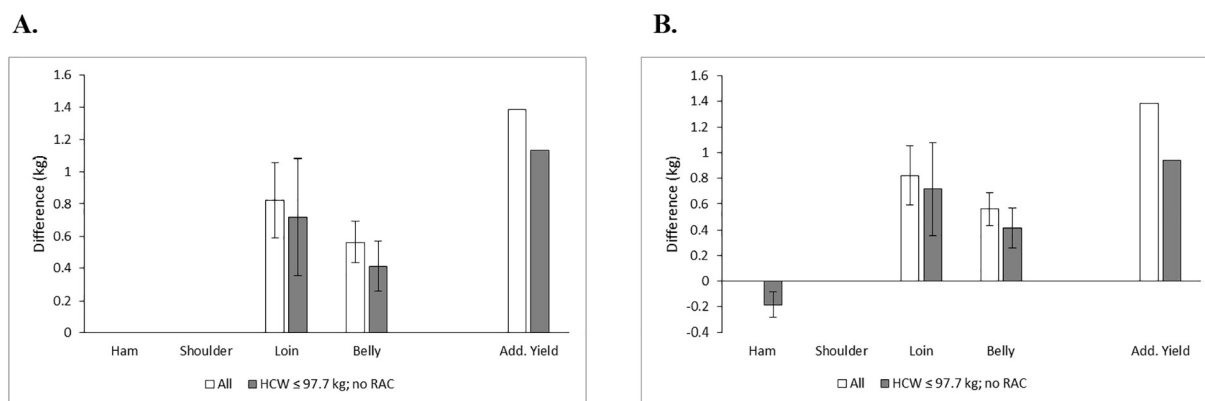 A.
1.6
1.4
1.2
1
0.8
0.6
0.4
0.2
0
Difference (kg)
Ham Shoulder Loin Belly Add. Yield
All HCW ≤ 97.7 kg; no RAC
B.
1.6
1.4
1.2
1
0.8
0.6
0.4
0.2
0
-0.2
-0.4
Difference (kg)
Ham Shoulder Loin Belly Add. Yield
All HCW ≤ 97.7 kg; no RAC